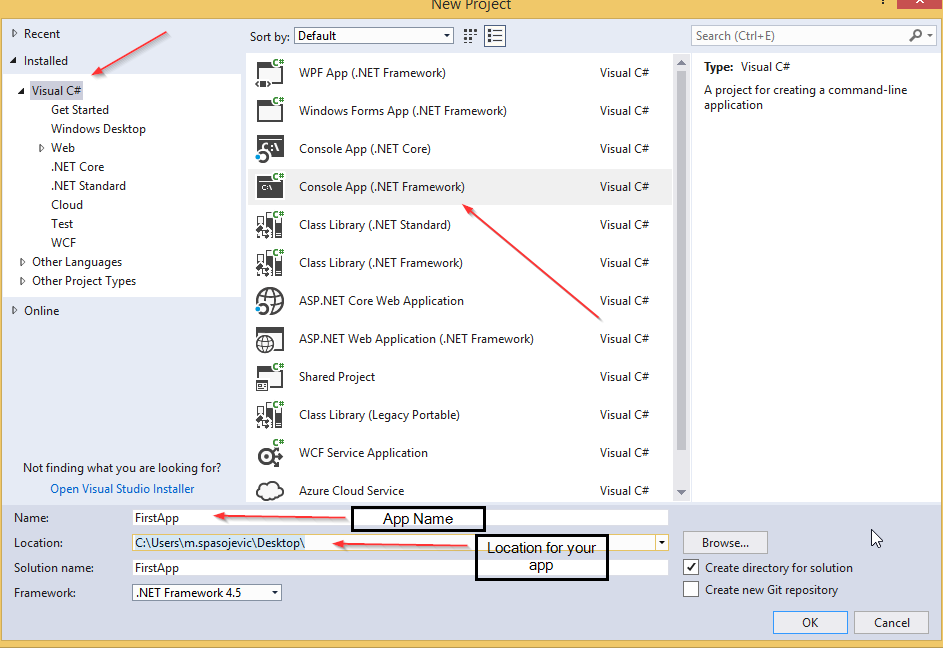 New Project
Recent
Installed
Visual C#
Get Started
Windows Desktop
Web
.NET Core
.NET Standard
Cloud
Test
WCF
Other Languages
Other Project Types
Online
Not finding what you are looking for?
Open Visual Studio Installer
Sort by: Default
WPF App (.NET Framework) Visual C#
Windows Forms App (.NET Framework) Visual C#
Console App (.NET Core) Visual C#
Console App (.NET Framework) Visual C#
Class Library (.NET Standard) Visual C#
Class Library (.NET Framework) Visual C#
ASP.NET Core Web Application Visual C#
ASP.NET Web Application (.NET Framework) Visual C#
Shared Project Visual C#
Class Library (Legacy Portable) Visual C#
WCF Service Application Visual C#
Azure Cloud Service Visual C#
Search (Ctrl+E)
Type: Visual C#
A project for creating a command-line
application
Name: FirstApp
App Name
Location: C:\Users\m.spasojevic\Desktop\
Location for your
app
Browse...
Solution name: FirstApp
Create directory for solution
Framework: .NET Framework 4.5
Create new Git repository
OK Cancel